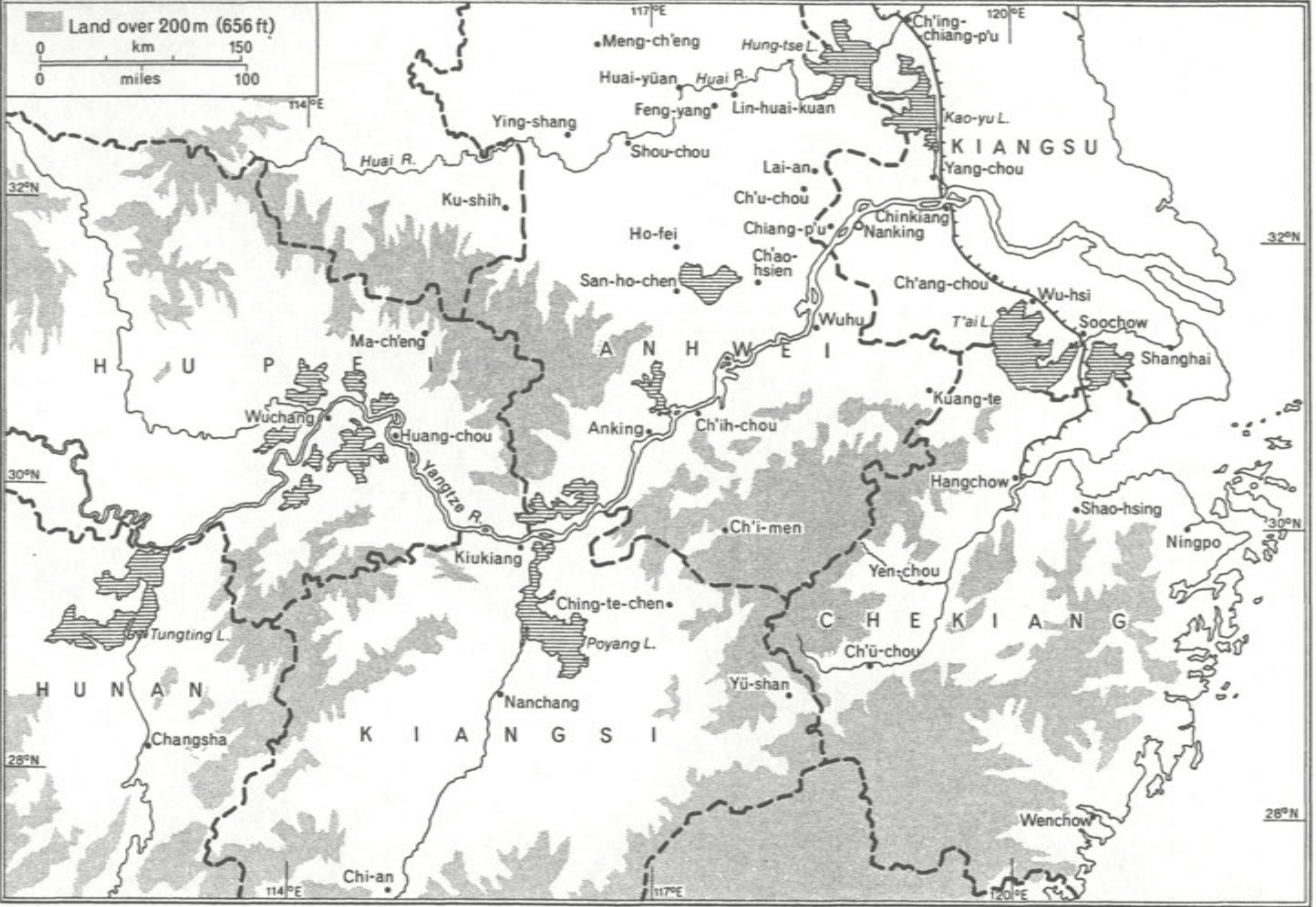 Land over 200 m (656 ft)
0 km 150
0 miles 100
117°E
120°E
Ch'ing-
chiang-p'u
Meng-ch'eng
Hung-tse L.
Huai-yüan
Huai R.
114°E
Feng-yang
Lin-huai-kuan
Kao-yu L.
Ying-shang
KIANGSU
Huai R.
Shou-chou
Lai-an
Yang-chou
32°N
Ku-shih
Ch'u-chou
Chinkiang
Chiang-p'u
Nanking
Ho-fei
32°N
Ch'ao-
hsien
San-ho-chen
Ch'ang-chou
Wu-hsi
Wuhu
T'ai L.
Soochow
Ma-ch'eng
ANHWEI
Shanghai
HUPEI
Kuang-te
Wuchang
Ch'ih-chou
Huang-chou
Anking
30°N
Yangtze R.
Hangchow
Shao-hsing
Ch'i-men
30°N
Ningpo
Kiukiang
Yen-chou
Ching-te-chen
CHEKIANG
Tungting L.
Poyang L.
Ch'ü-chou
HUNAN
Yü-shan
Nanchang
KIANGSI
Changsha
28°N
Wenchow
28°N
Chi-an
114°E
117°E
120°E